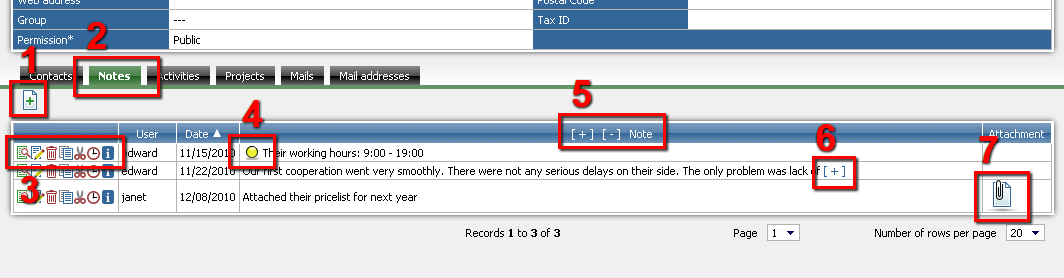 Web address Postal Code
Group --- Tax ID
Permission* Public
1 2
Contacts Notes Activities Projects Mails Mail addresses
4 5 6 7
User Date [+] [-] Note Attachment
edward 11/15/2010 Their working hours: 9:00 - 19:00
edward 11/22/2010 Our first cooperation went very smoothly. There were not any serious delays on their side. The only problem was lack of [+]
3 janet 12/08/2010 Attached their pricelist for next year
Records 1 to 3 of 3 Page 1 Number of rows per page 20